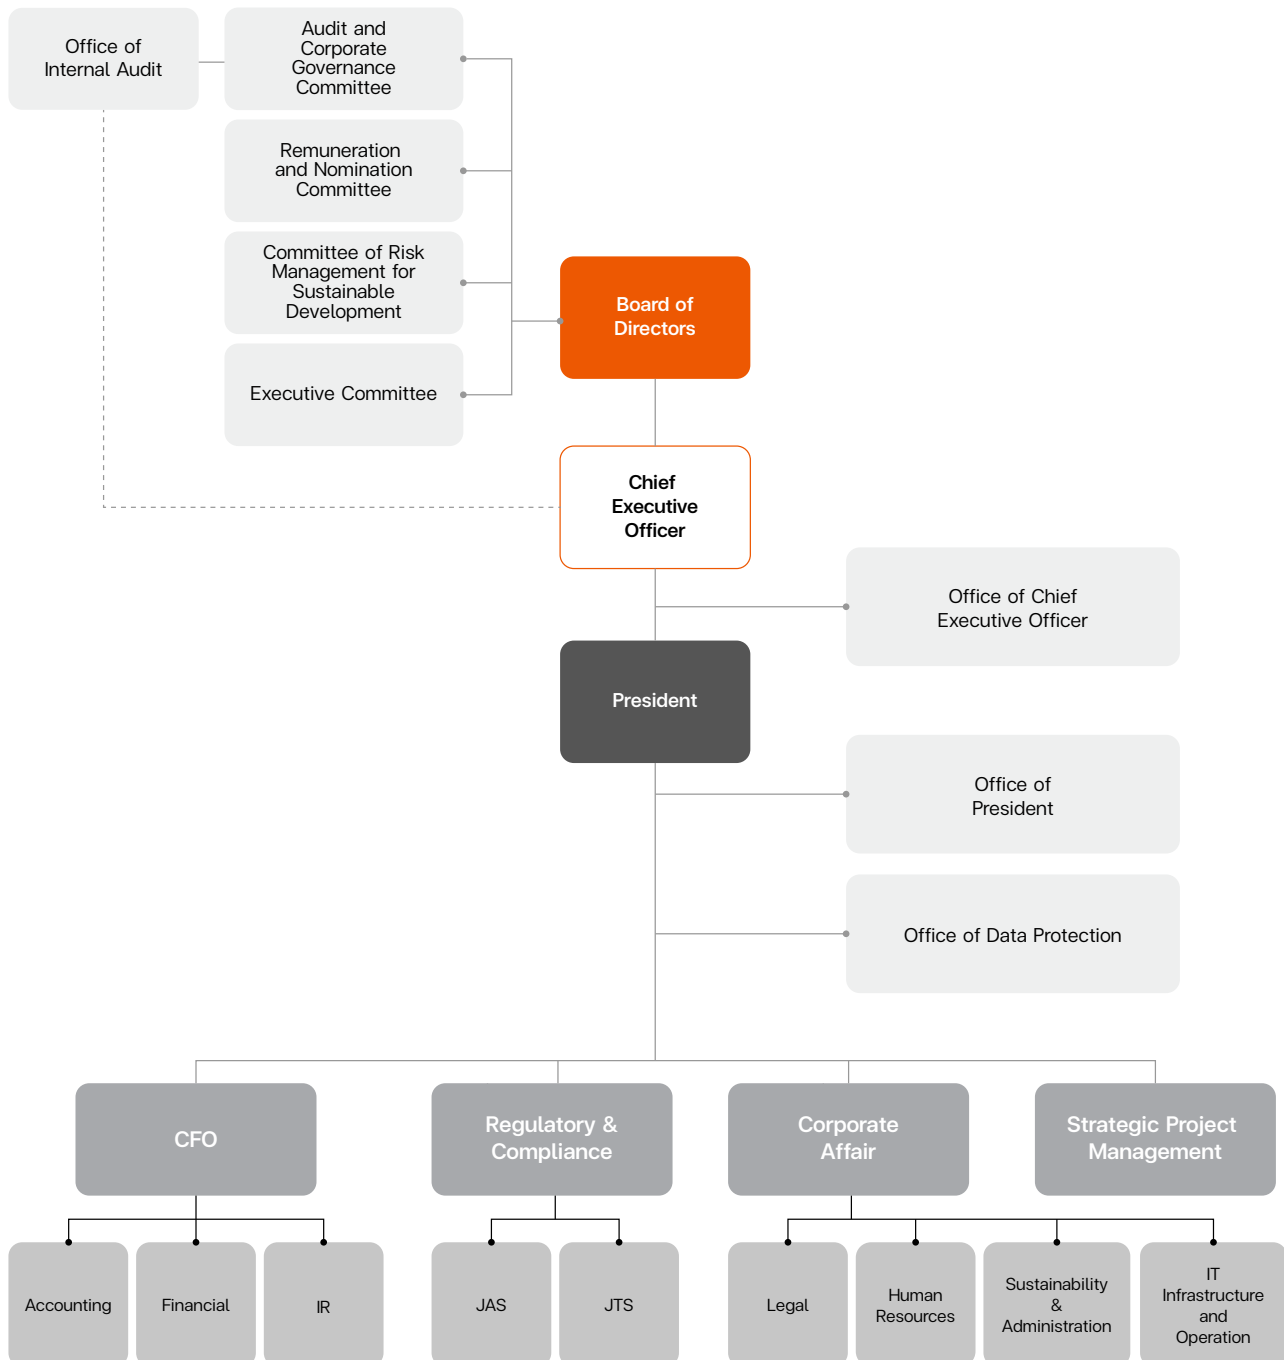 Office of
Internal Audit
Audit and
Corporate
Governance
Committee
Remuneration
and Nomination
Committee
Committee of Risk
Management for
Sustainable
Development
Executive Committee
Board of
Directors
Chief
Executive
Officer
Office of Chief
Executive Officer
President
Office of
President
Office of Data Protection
CFO
Regulatory &
Compliance
Corporate
Affair
Strategic Project
Management
Accounting
Financial
IR
JAS
JTS
Legal
Human
Resources
Sustainability
&
Administration
IT
Infrastructure
and
Operation